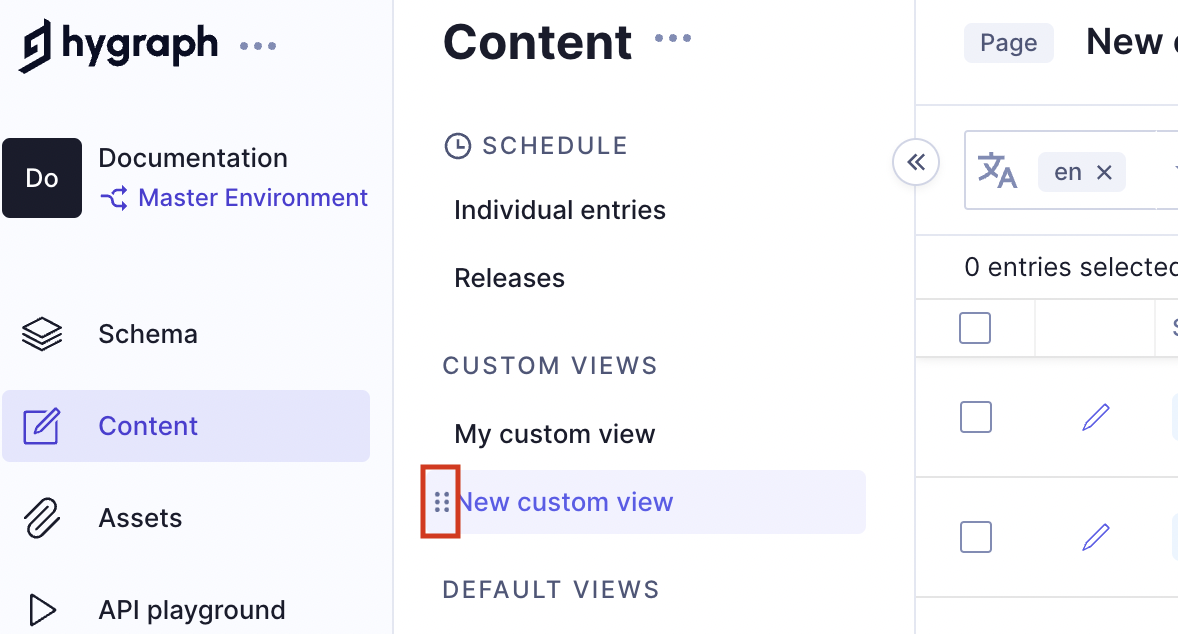 hygraph
Do
Documentation
Master Environment
Schema
Content
Assets
API playground
Content
SCHEDULE
Individual entries
Releases
CUSTOM VIEWS
My custom view
New custom view
DEFAULT VIEWS
Page
New
en
0 entries selected